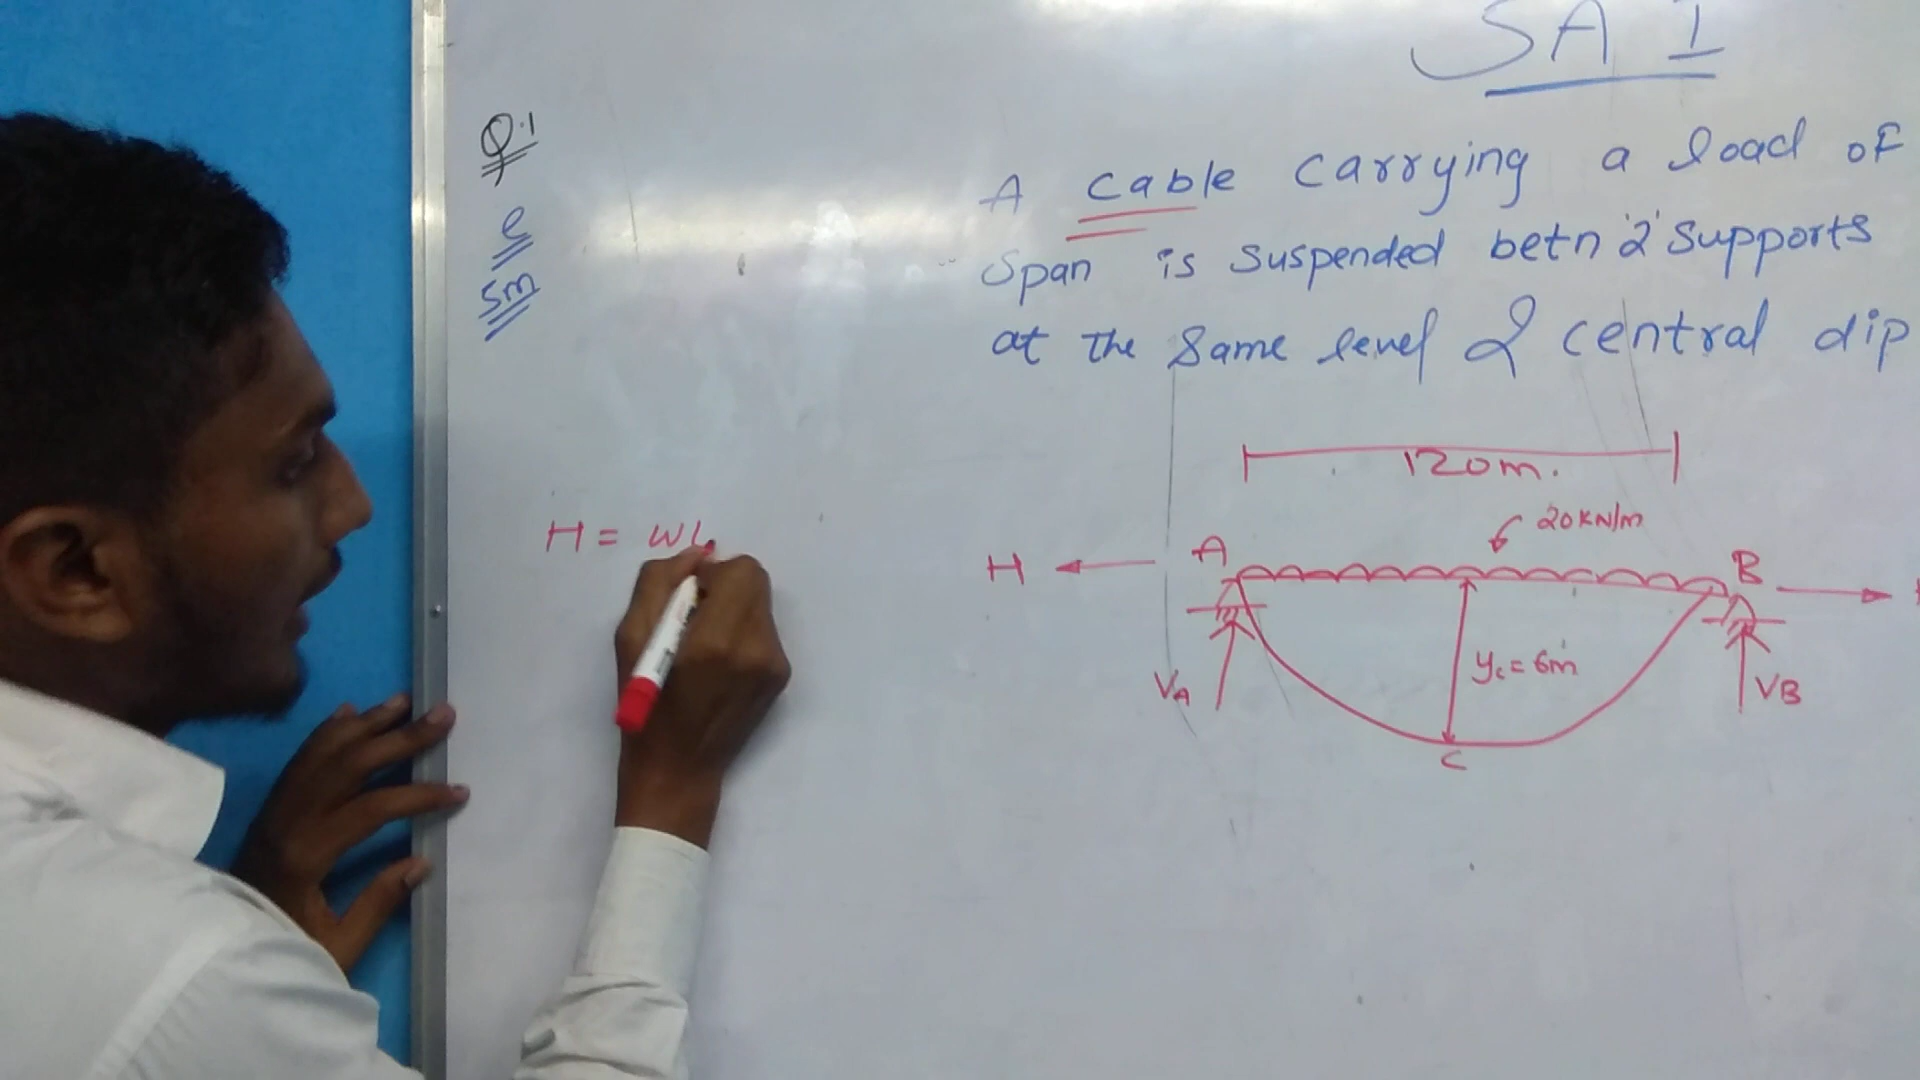 SA I
Q.1
e
5m
A cable carrying a load of
span is suspended betn '2' supports
at the same level & central dip
120m.
20KN/m
H = WL
H
A
B
yc = 6m
VA
VB
C